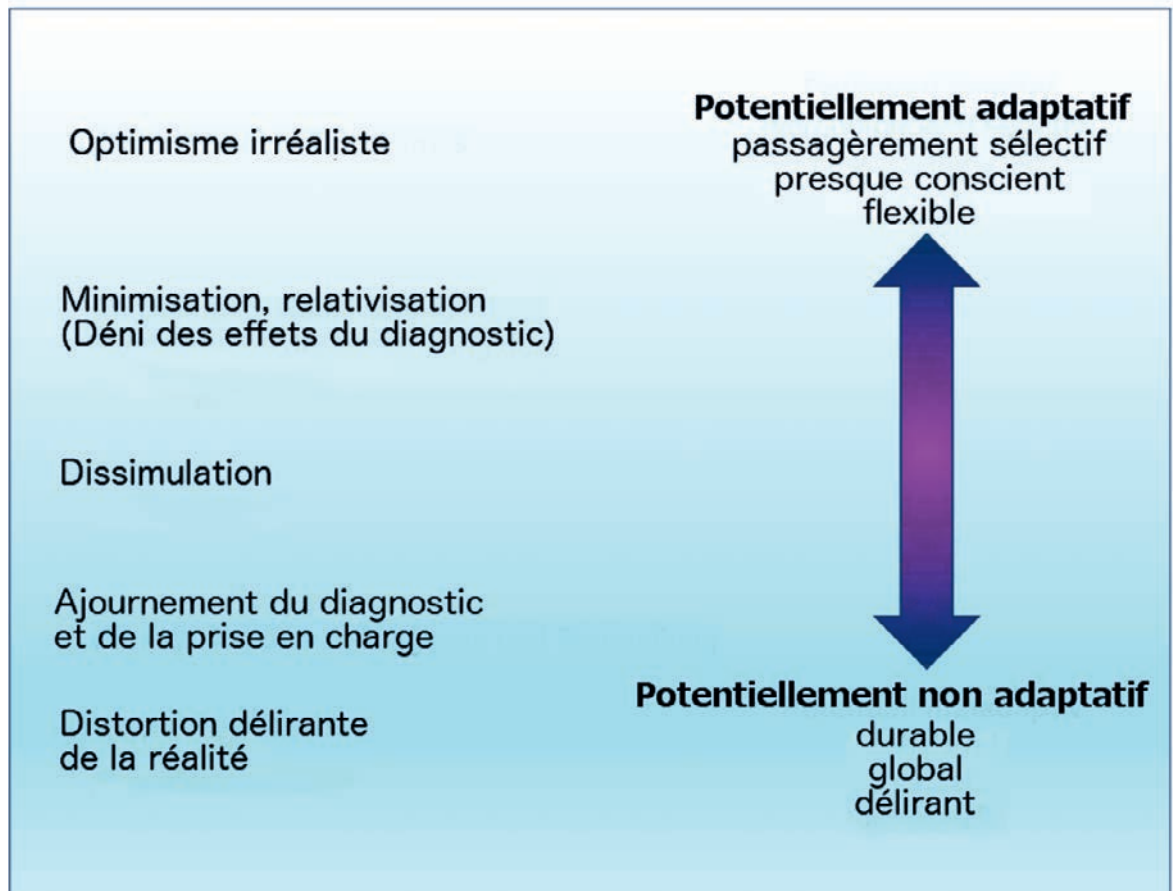 Optimisme irréaliste
Potentiellement adaptatif
passagèrement sélectif
presque conscient
flexible
Minimisation, relativisation
(Déni des effets du diagnostic)
Dissimulation
Ajournement du diagnostic
et de la prise en charge
Distortion délirante
de la réalité
Potentiellement non adaptatif
durable
global
délirant